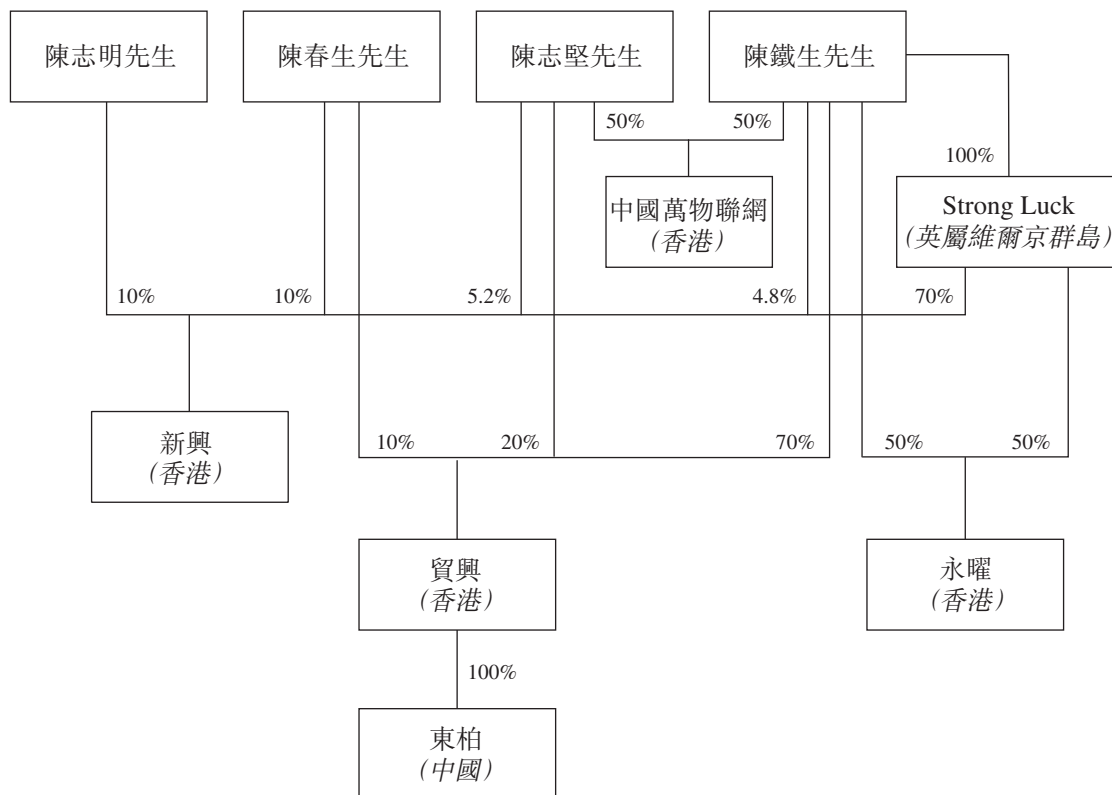 陳志明先生
陳春生先生
陳志堅先生
陳鐵生先生
50%
50%
100%
中國萬物聯網
(香港)
Strong Luck
(英屬維爾京群島)
10%
10%
5.2%
4.8%
70%
新興
(香港)
10%
20%
70%
50%
50%
貿興
(香港)
永曜
(香港)
100%
東柏
(中國)